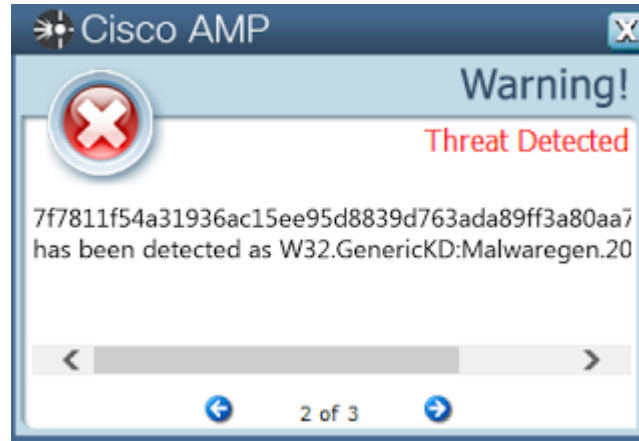 Cisco AMP
Warning!
Threat Detected
7f7811f54a31936ac15ee95d8839d763ada89ff3a80aa7
has been detected as W32.GenericKD:Malwaregen.20
2 of 3